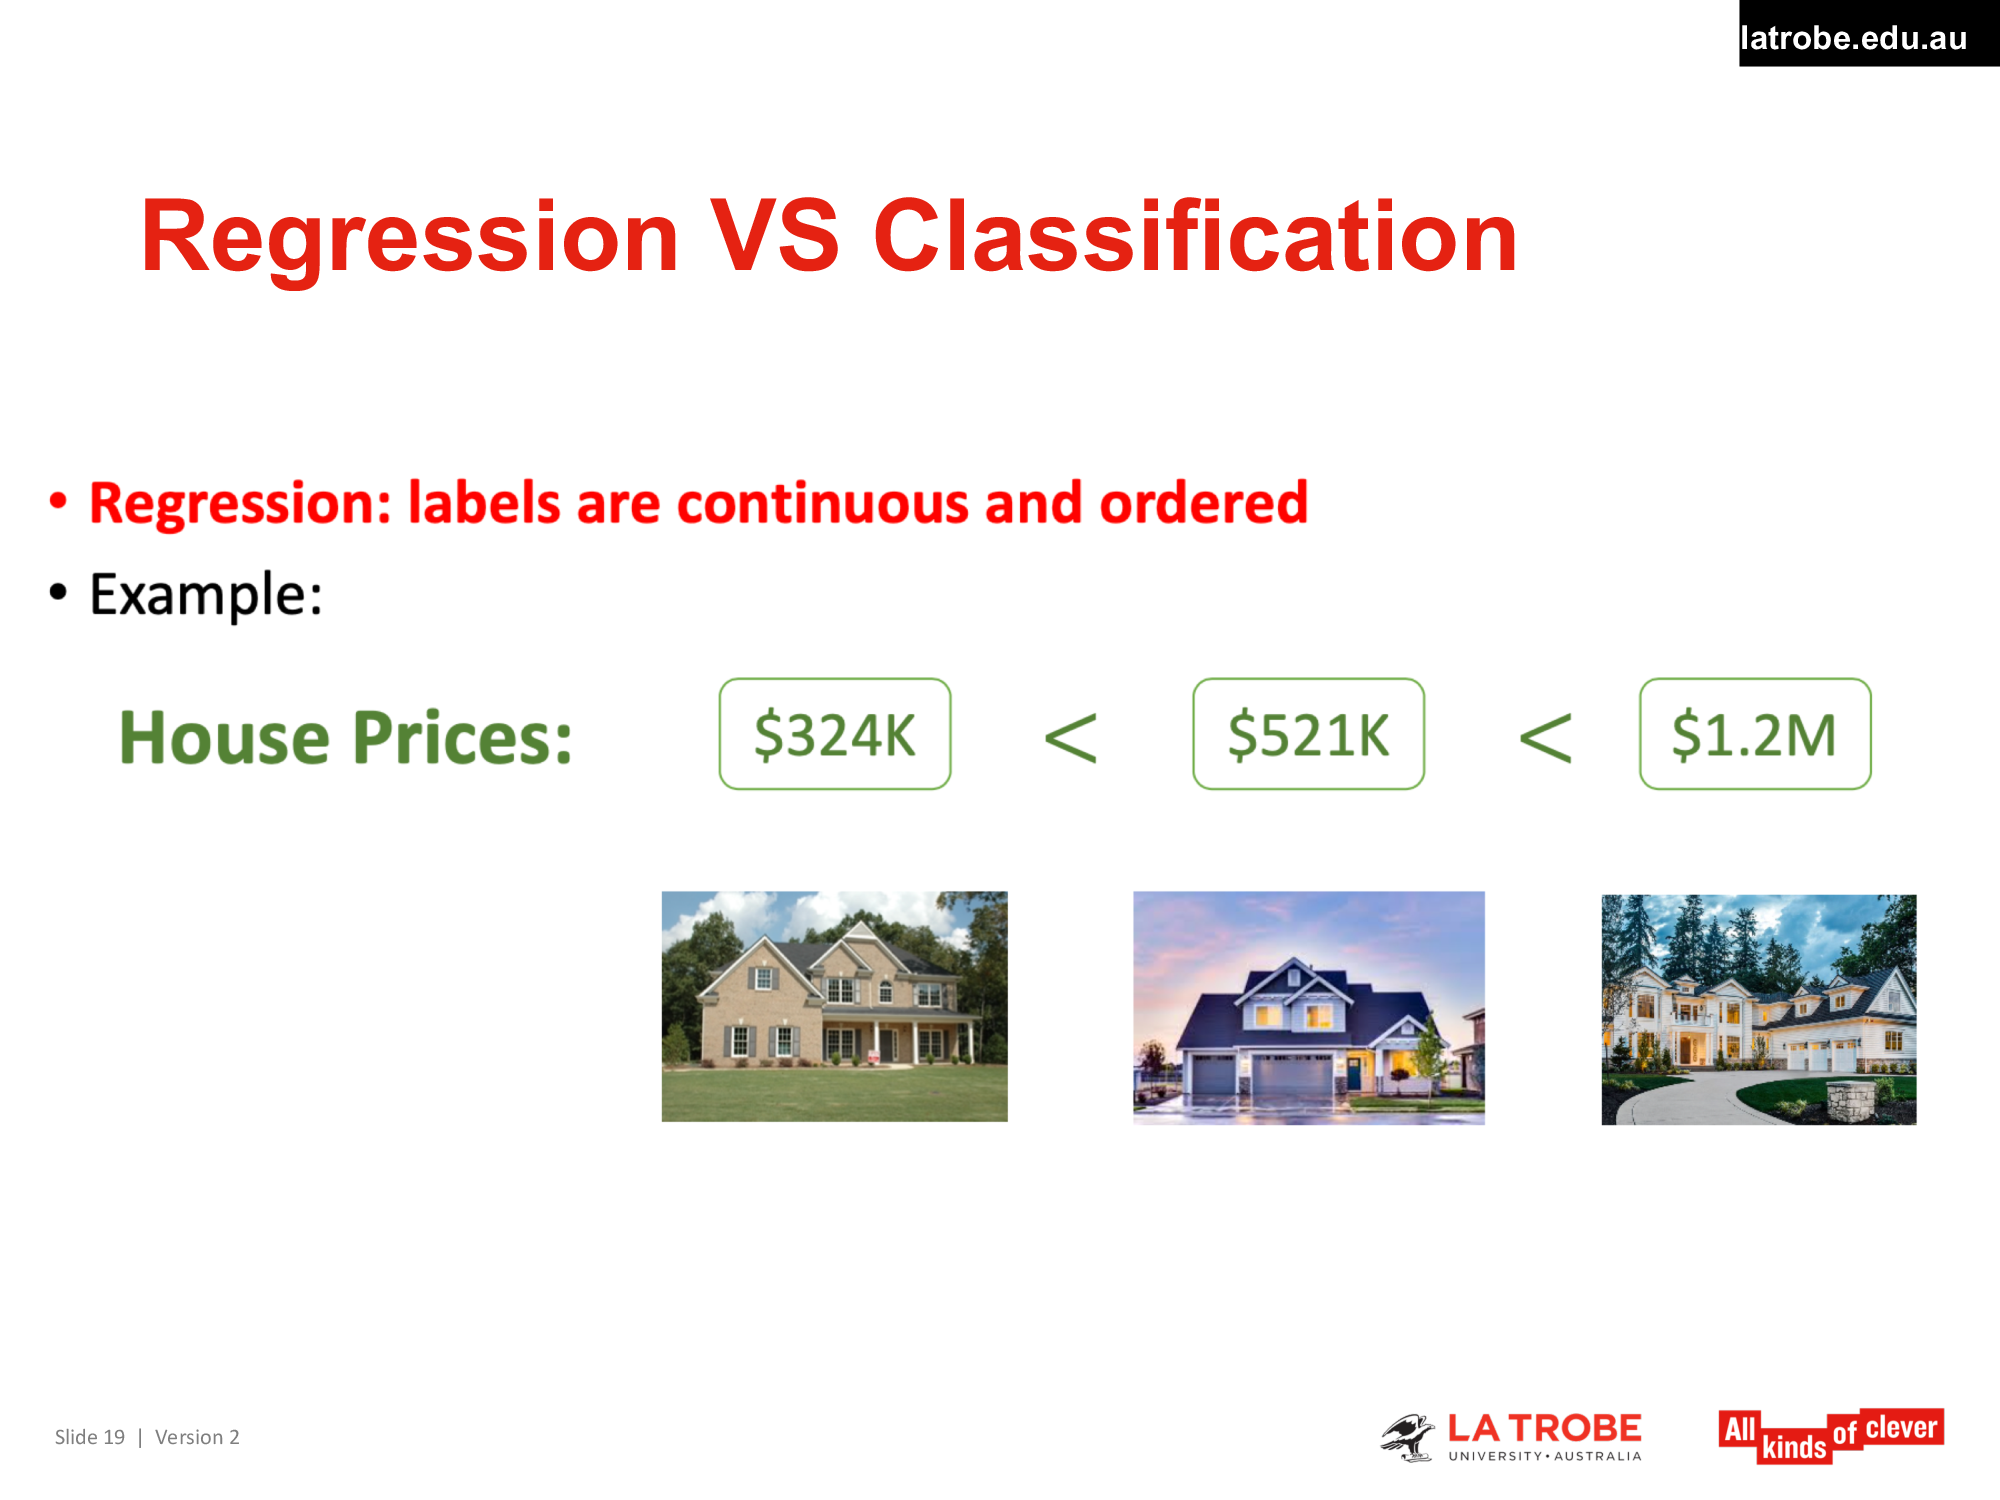 latrobe.edu.au
Regression VS Classification
• Regression: labels are continuous and ordered
• Example:
House Prices: $324K < $521K < $1.2M
Slide 19 | Version 2
LA TROBE
UNIVERSITY • AUSTRALIA
All kinds of clever